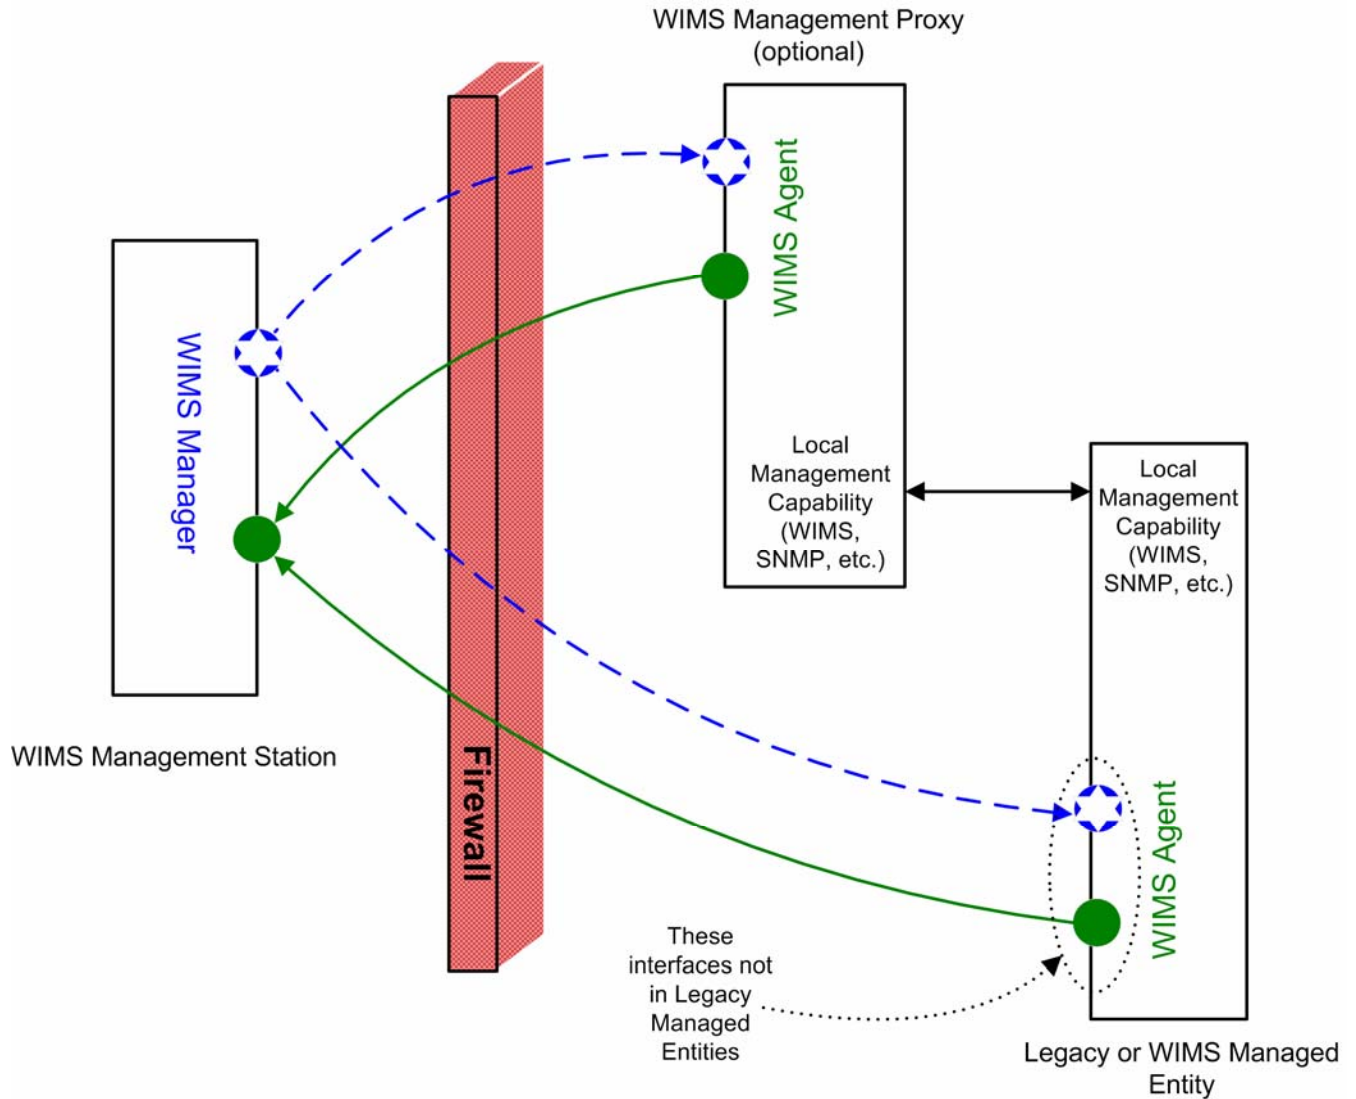 WIMS Management Proxy
(optional)
WIMS Agent
WIMS Manager
Local
Management
Capability
(WIMS,
SNMP, etc.)
Local
Management
Capability
(WIMS,
SNMP, etc.)
WIMS Management Station
Firewall
WIMS Agent
These
interfaces not
in Legacy
Managed
Entities
Legacy or WIMS Managed
Entity